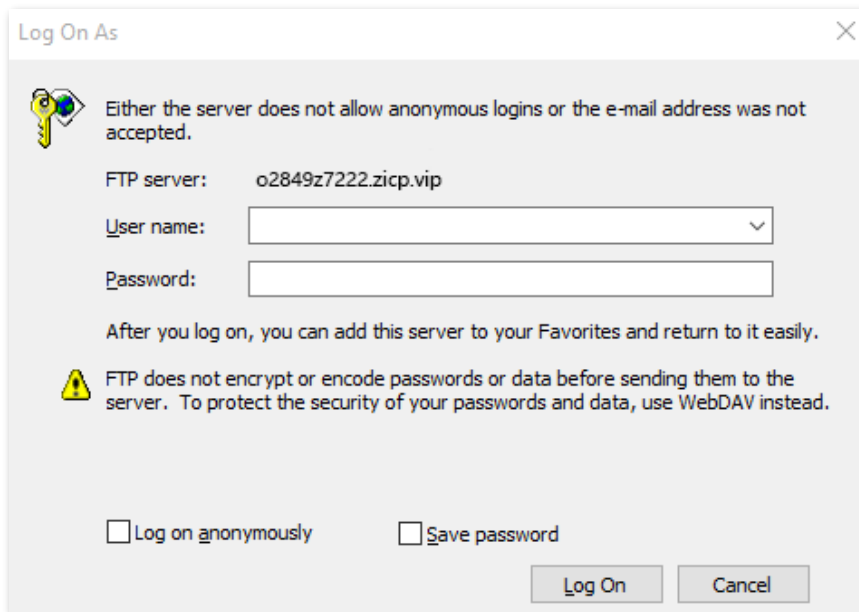 Log On As
Either the server does not allow anonymous logins or the e-mail address was not
accepted.
FTP server: o2849z7222.zicp.vip
User name:
Password:
After you log on, you can add this server to your Favorites and return to it easily.
FTP does not encrypt or encode passwords or data before sending them to the
server. To protect the security of your passwords and data, use WebDAV instead.
Log on anonymously Save password
Log On Cancel